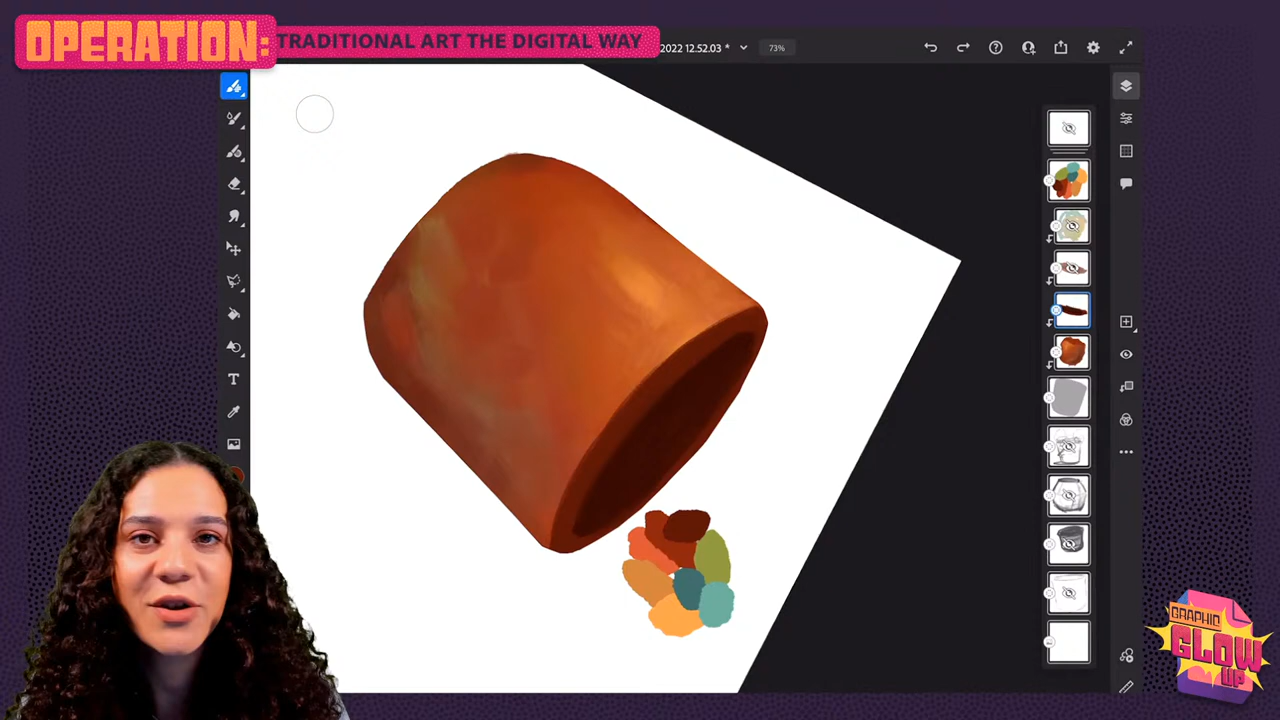 OPERATION:
TRADITIONAL ART THE DIGITAL WAY
2022 12.52.03 *
73%
T
GRAPHIC
GLOW
UP